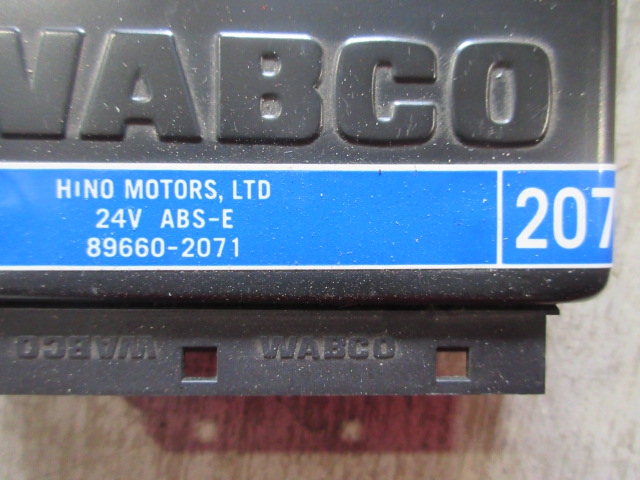 WABCO
HINO MOTORS, LTD
24V ABS-E
89660-2071
207
WABCO WABCO